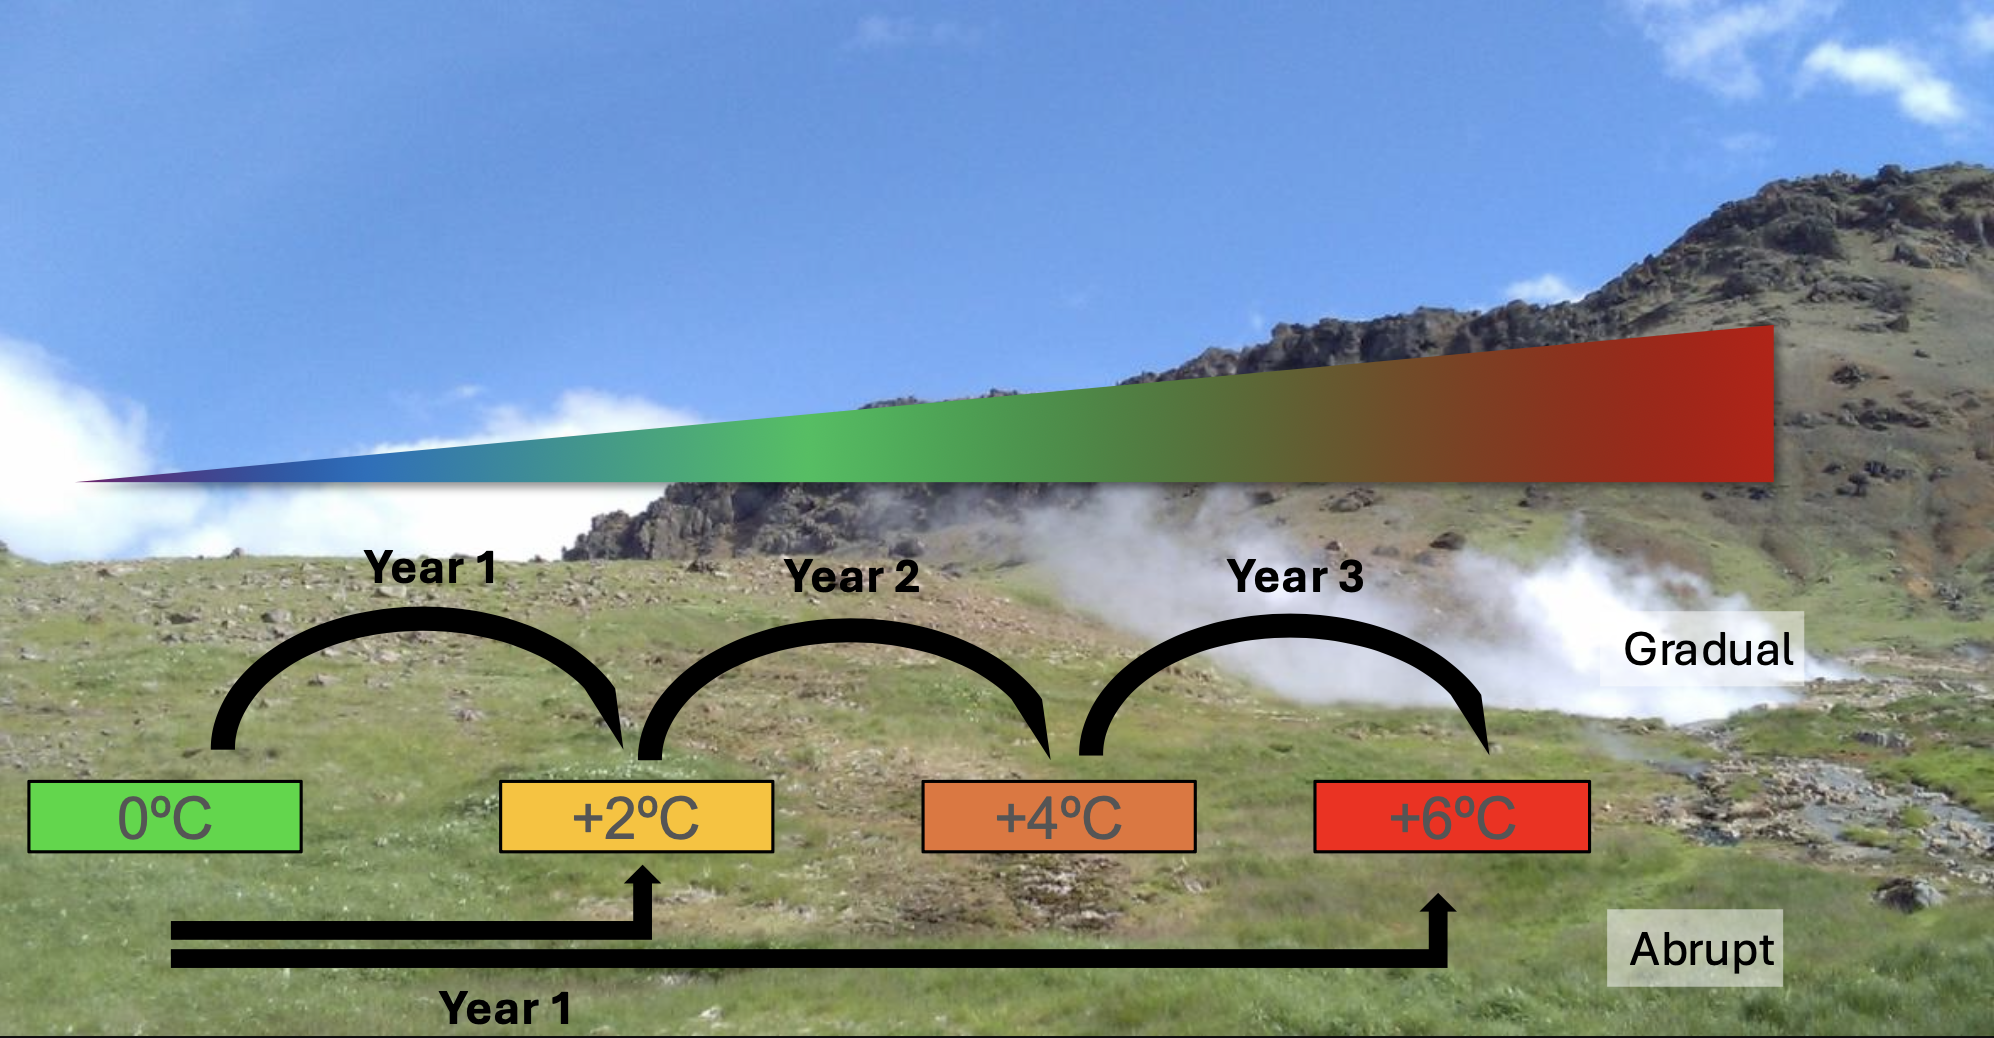 Year 1
Year 2
Year 3
Gradual
0ºC
+2ºC
+4ºC
+6ºC
Abrupt
Year 1